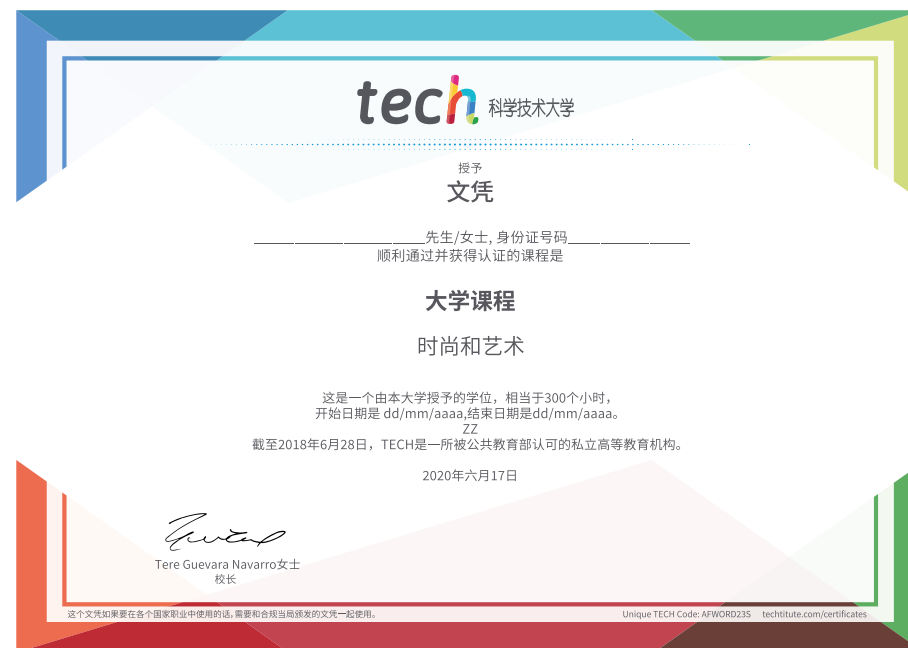 tech 科学技术大学
授予
文凭
先生/女士, 身份证号码
顺利通过并获得认证的课程是
大学课程
时尚和艺术
这是一个由本大学授予的学位，相当于300个小时，
开始日期是 dd/mm/aaaa,结束日期是dd/mm/aaaa。
ZZ
截至2018年6月28日，TECH是一所被公共教育部认可的私立高等教育机构。
2020年六月17日
Tere Guevara Navarro女士
校长
这个文凭如果要在各个国家职业中使用的话,需要和合规当局颁发的文凭一起使用。
Unique TECH Code: AFWORD23S techtitute.com/certificates